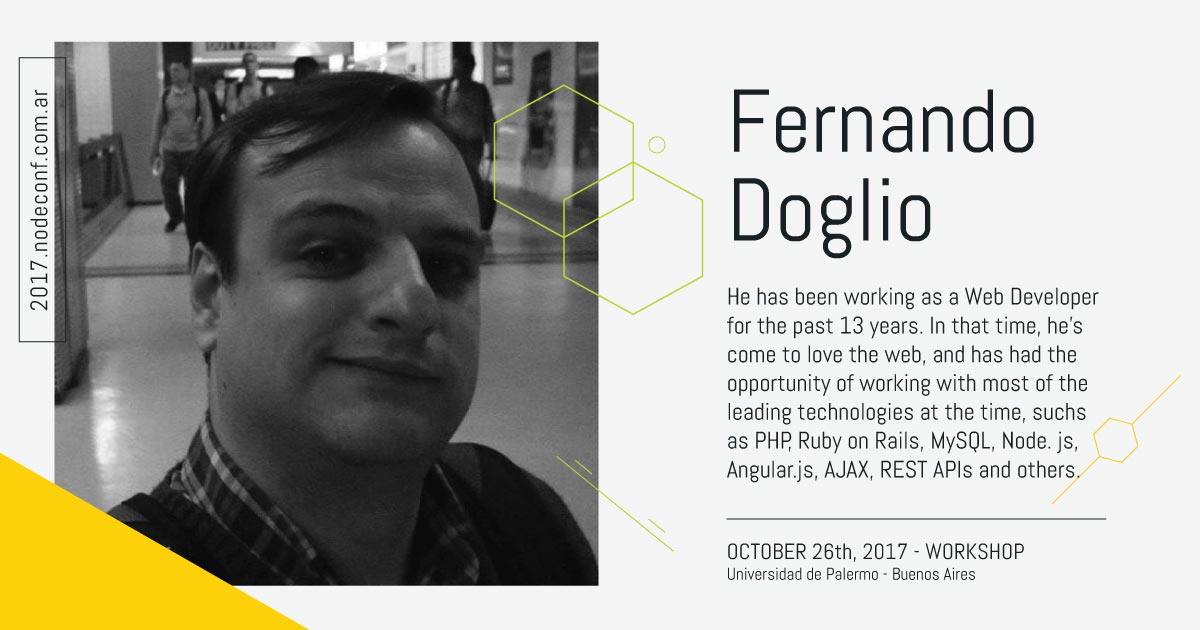 2017.nodeconf.com.ar
DUTY FREE
Fernando
Doglio
He has been working as a Web Developer
for the past 13 years. In that time, he's
come to love the web, and has had the
opportunity of working with most of the
leading technologies at the time, suchs
as PHP, Ruby on Rails, MySQL, Node. js,
Angular.js, AJAX, REST APIs and others.
OCTOBER 26th, 2017 - WORKSHOP
Universidad de Palermo - Buenos Aires